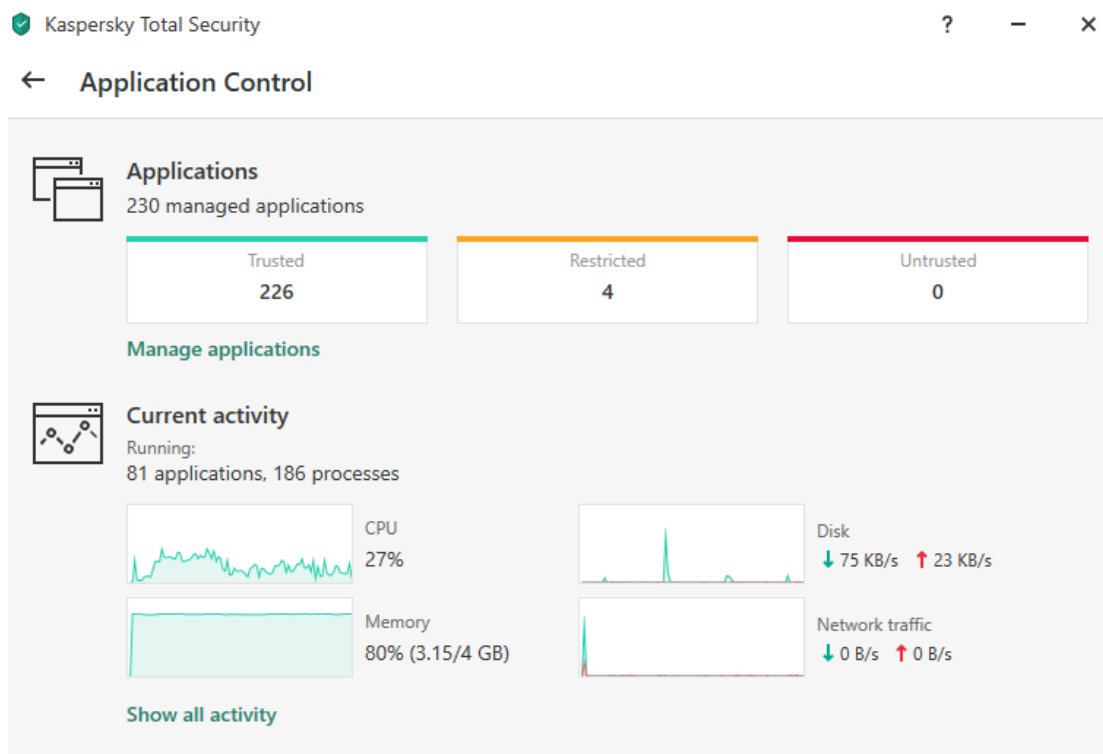 Kaspersky Total Security ?
Application Control
Applications
230 managed applications
Trusted Restricted Untrusted
226 4 0
Manage applications
Current activity
Running:
81 applications, 186 processes
CPU
27%
Disk
↓ 75 KB/s ↑ 23 KB/s
Memory
80% (3.15/4 GB)
Network traffic
↓ 0 B/s ↑ 0 B/s
Show all activity